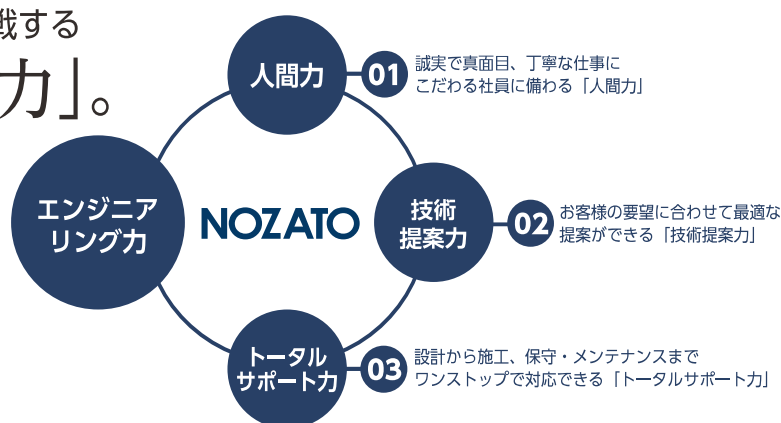 戦する
力」。
人間力
01
誠実で真面目、丁寧な仕事に
こだわる社員に備わる「人間力」
エンジニア
リング力
NOZATO
技術
提案力
02
お客様の要望に合わせて最適な
提案ができる「技術提案力」
トータル
サポート力
03
設計から施工、保守・メンテナンスまで
ワンストップで対応できる「トータルサポート力」